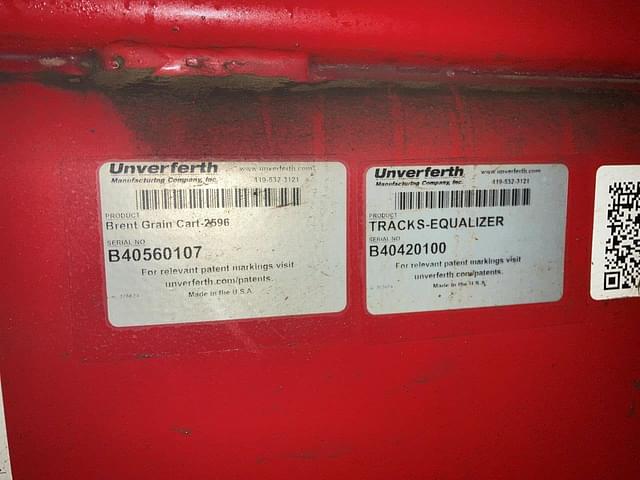 Unverferth www.unverferth.com
Manufacturing Company, Inc. 419-532-3121
PRODUCT
Brent Grain Cart-2596
SERIAL NO
B40560107
For relevant patent markings visit
unverferth.com/patents.
Made in the U.S.A.
Unverferth www.unverferth.com
Manufacturing Company, Inc. 419-532-3121
PRODUCT
TRACKS-EQUALIZER
SERIAL NO
B40420100
For relevant patent markings visit
unverferth.com/patents.
Made in the U.S.A.